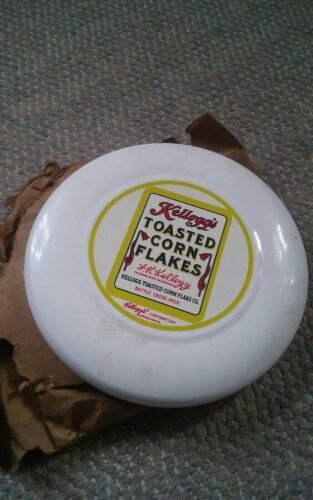 Kellogg's
TOASTED
CORN
FLAKES
W.K. Kellogg
KELLOGG TOASTED CORN FLAKE CO.
BATTLE CREEK, MICH.
Kellogg's